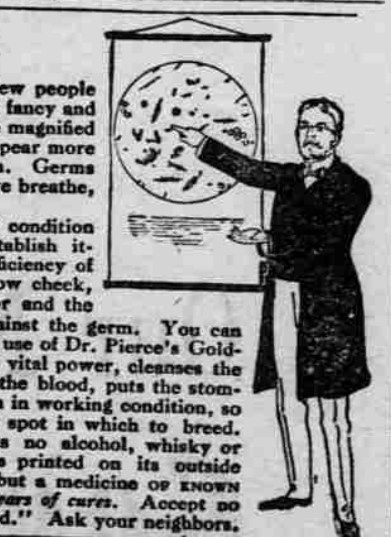 ew people
fancy and
magnified
pear more
n. Germs
e breathe,
condition
tablish it-
ficiency of
ow check,
r and the
ainst the germ. You can
use of Dr. Pierce's Gold-
vital power, cleanses the
the blood, puts the stom-
in working condition, so
spot in which to breed.
s no alcohol, whisky or
s printed on its outside
but a medicine OF KNOWN
ears of cures. Accept no
d." Ask your neighbors.